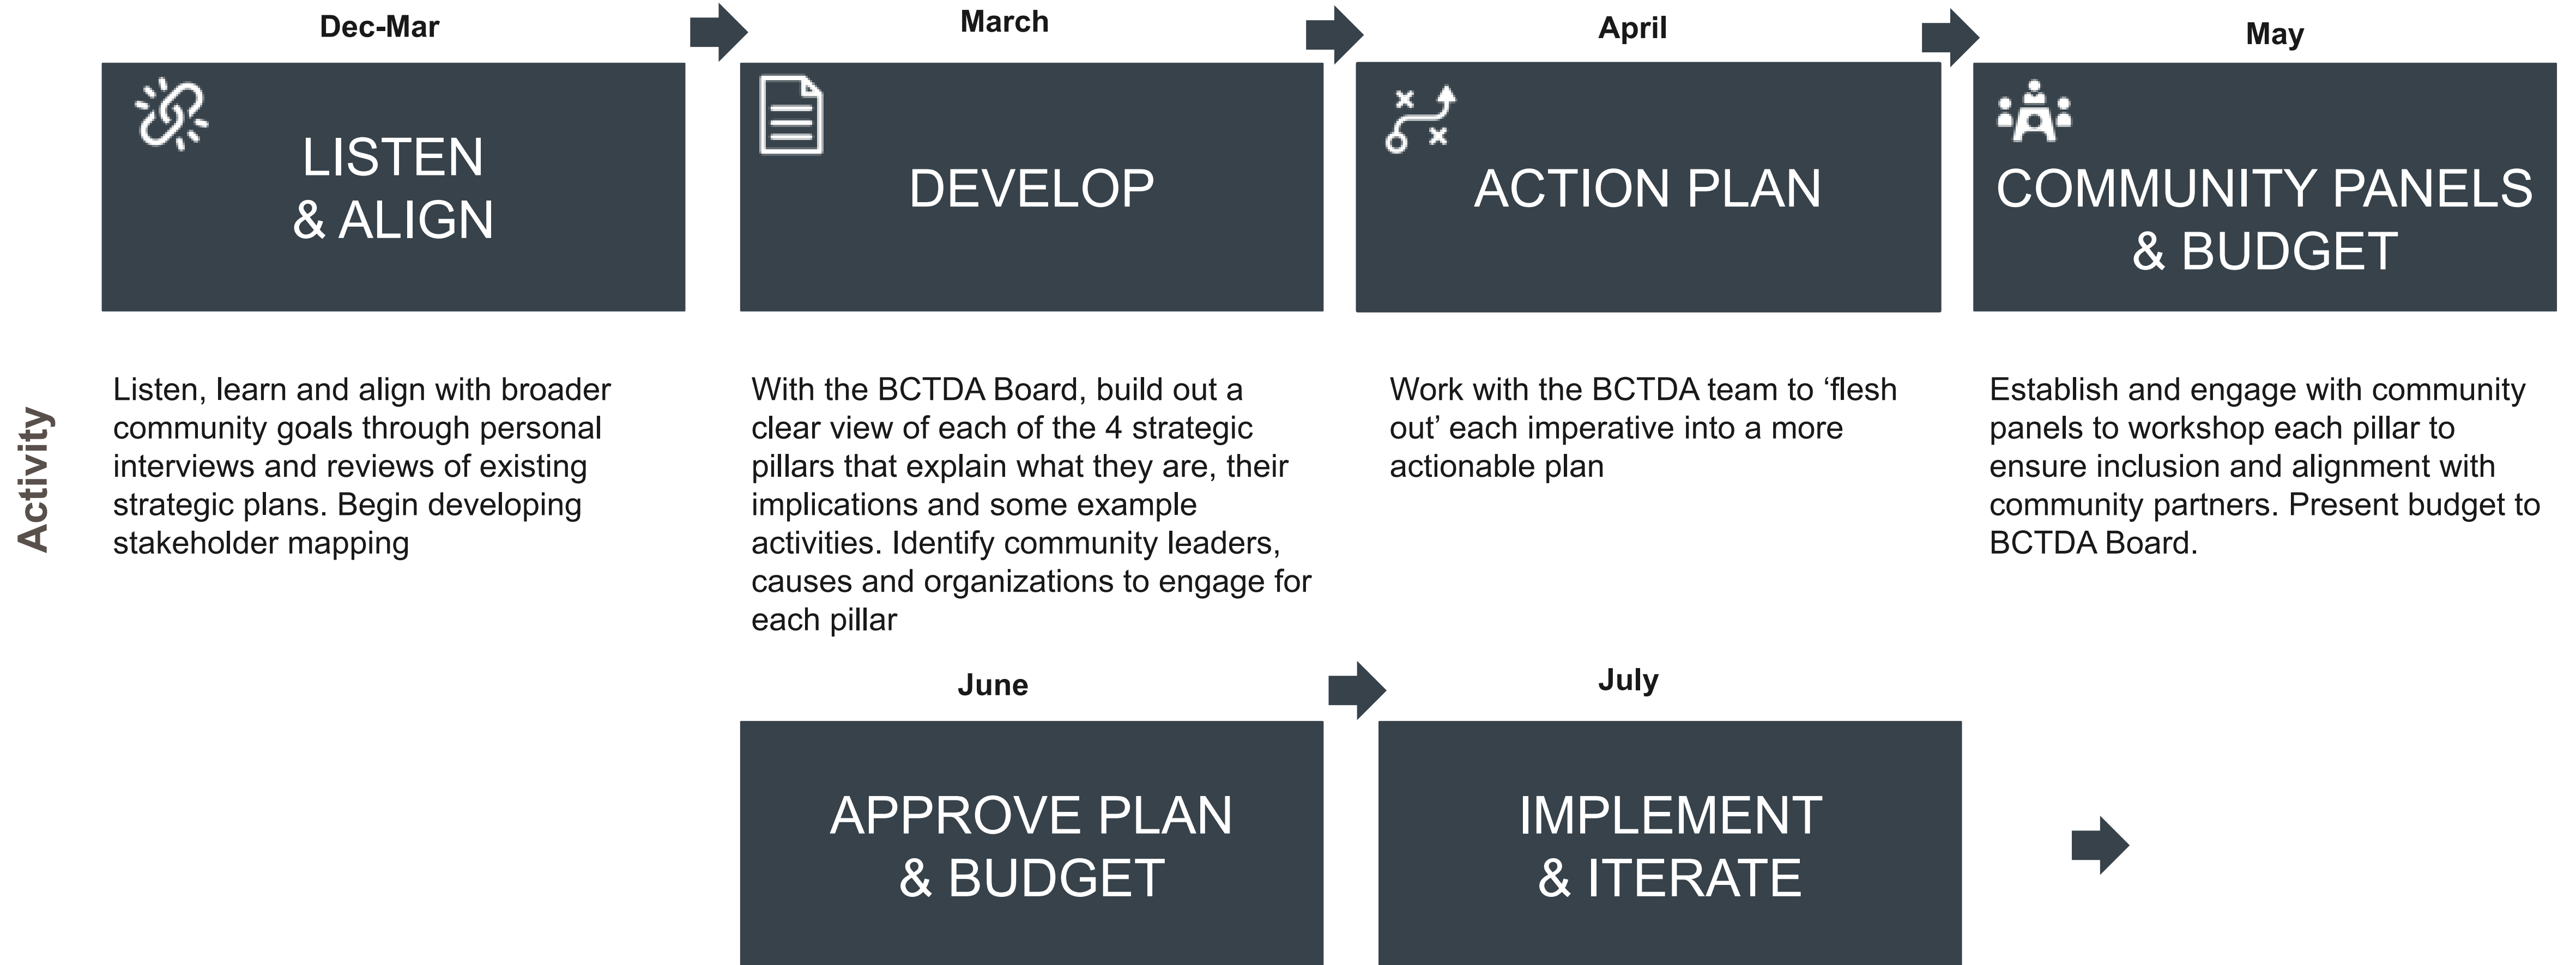 Dec-Mar
March
April
May
LISTEN
& ALIGN
DEVELOP
ACTION PLAN
COMMUNITY PANELS
& BUDGET
Activity
Listen, learn and align with broader
community goals through personal
interviews and reviews of existing
strategic plans. Begin developing
stakeholder mapping
With the BCTDA Board, build out a
clear view of each of the 4 strategic
pillars that explain what they are, their
implications and some example
activities. Identify community leaders,
causes and organizations to engage for
each pillar
Work with the BCTDA team to ‘flesh
out’ each imperative into a more
actionable plan
Establish and engage with community
panels to workshop each pillar to
ensure inclusion and alignment with
community partners. Present budget to
BCTDA Board.
June
July
APPROVE PLAN
& BUDGET
IMPLEMENT
& ITERATE